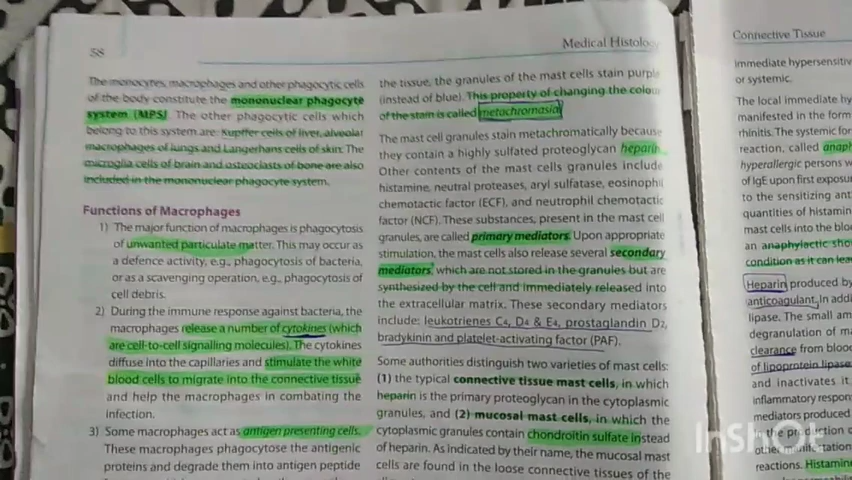 58
Medical Histology
The monocytes, macrophages and other phagocytic cells
of the body constitute the mononuclear phagocyte
system (MPS). The other phagocytic cells which
belong to this system are: Kupffer cells of liver, alveolar
macrophages of lungs and Langerhans cells of skin. The
microglia cells of brain and osteoclasts of bone are also
included in the mononuclear phagocyte system.
Functions of Macrophages
1) The major function of macrophages is phagocytosis
of unwanted particulate matter. This may occur as
a defence activity, e.g., phagocytosis of bacteria,
or as a scavenging operation, e.g., phagocytosis of
cell debris.
2) During the immune response against bacteria, the
macrophages release a number of cytokines (which
are cell-to-cell signalling molecules). The cytokines
diffuse into the capillaries and stimulate the white
blood cells to migrate into the connective tissue
and help the macrophages in combating the
infection.
3) Some macrophages act as antigen presenting cells.
These macrophages phagocytose the antigenic
proteins and degrade them into antigen peptide
the tissue, the granules of the mast cells stain purple
(instead of blue). This property of changing the colour
of the stain is called metachromasia
The mast cell granules stain metachromatically because
they contain a highly sulfated proteoglycan heparin.
Other contents of the mast cells granules include
histamine, neutral proteases, aryl sulfatase, eosinophil
chemotactic factor (ECF), and neutrophil chemotactic
factor (NCF). These substances, present in the mast cell
granules, are called primary mediators. Upon appropriate
stimulation, the mast cells also release several secondary
mediators, which are not stored in the granules but are
synthesized by the cell and immediately released into
the extracellular matrix. These secondary mediators
include: leukotrienes C4, D4 & E4, prostaglandin D2,
bradykinin and platelet-activating factor (PAF).
Some authorities distinguish two varieties of mast cells:
(1) the typical connective tissue mast cells, in which
heparin is the primary proteoglycan in the cytoplasmic
granules, and (2) mucosal mast cells, in which the
cytoplasmic granules contain chondroitin sulfate instead
of heparin. As indicated by their name, the mucosal mast
cells are found in the loose connective tissues of the
Connective Tissue
immediate hypersensitiv
or systemic.
The local immediate hy
manifested in the form
rhinitis. The systemic for
reaction, called anaph
hyperallergic persons w
of IgE upon first exposur
to the sensitizing ant
quantities of histamin
mast cells into the bloo
an anaphylactic shoc
condition as it can lead
Heparin produced by
anticoagulant. In addi
lipase. The small am
degranulation of ma
clearance from blood
of lipoprotein lipase
and inactivates it
inflammatory respon
mediators produced
the production o
other
reactions. Histamine
InShot